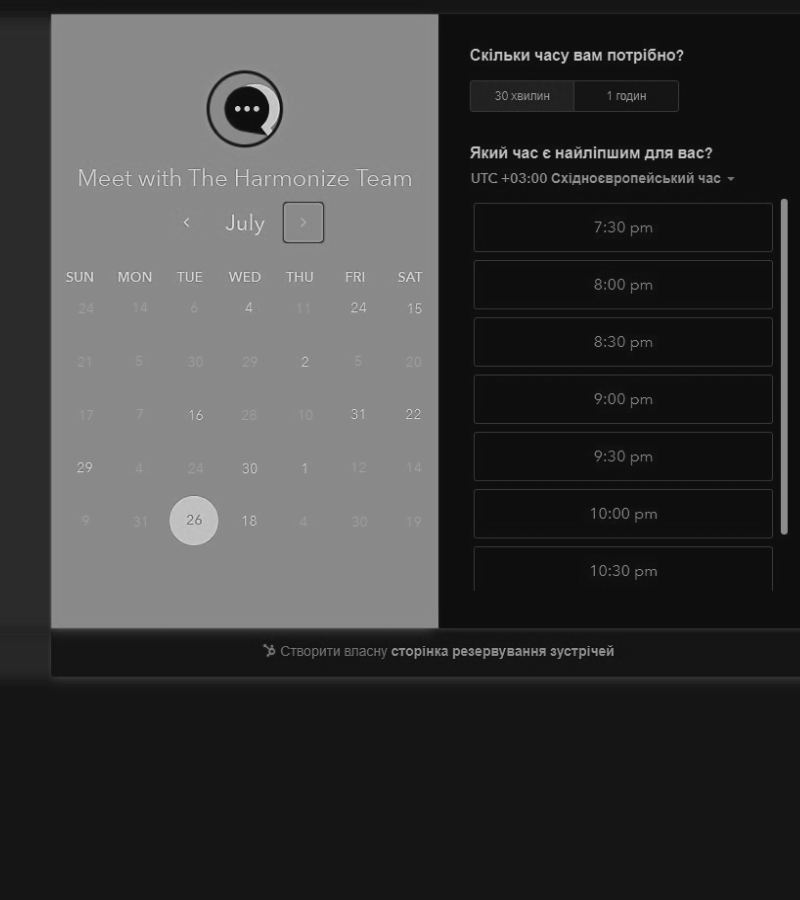 Meet with The Harmonize Team
July
SUN MON TUE WED THU FRI SAT
24 14 6 4 11 24 15
21 5 30 29 2 5 20
17 7 16 28 10 31 22
29 4 24 30 1 12 14
9 31 26 18 4 30 19
Скільки часу вам потрібно?
30 хвилин 1 годин
Який час є найліпшим для вас?
UTC +03:00 Східноєвропейський час
7:30 pm
8:00 pm
8:30 pm
9:00 pm
9:30 pm
10:00 pm
10:30 pm
Створити власну сторінка резервування зустрічей